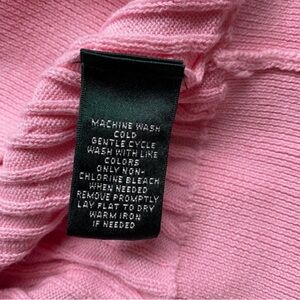 MACHINE WASH
COLD
GENTLE CYCLE
WASH WITH LIKE
COLORS
ONLY NON-
CHLORINE BLEACH
WHEN NEEDED
REMOVE PROMPTLY
LAY FLAT TO DRY
WARM IRON
IF NEEDED